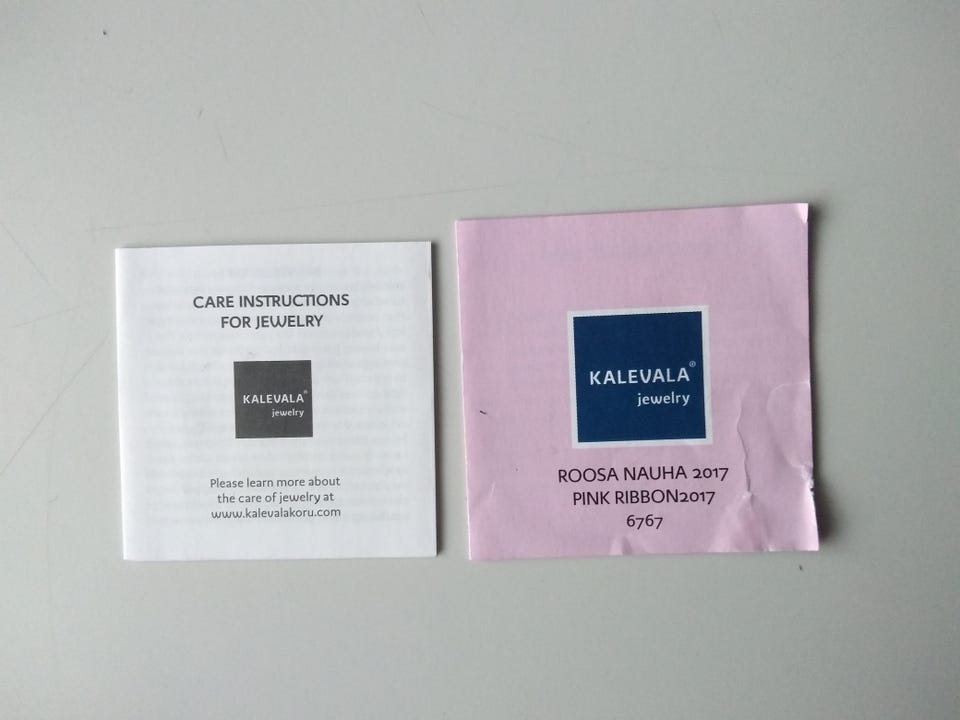 CARE INSTRUCTIONS
FOR JEWELRY
KALEVALA®
jewelry
Please learn more about
the care of jewelry at
www.kalevalakoru.com
KALEVALA®
jewelry
ROOSA NAUHA 2017
PINK RIBBON2017
6767